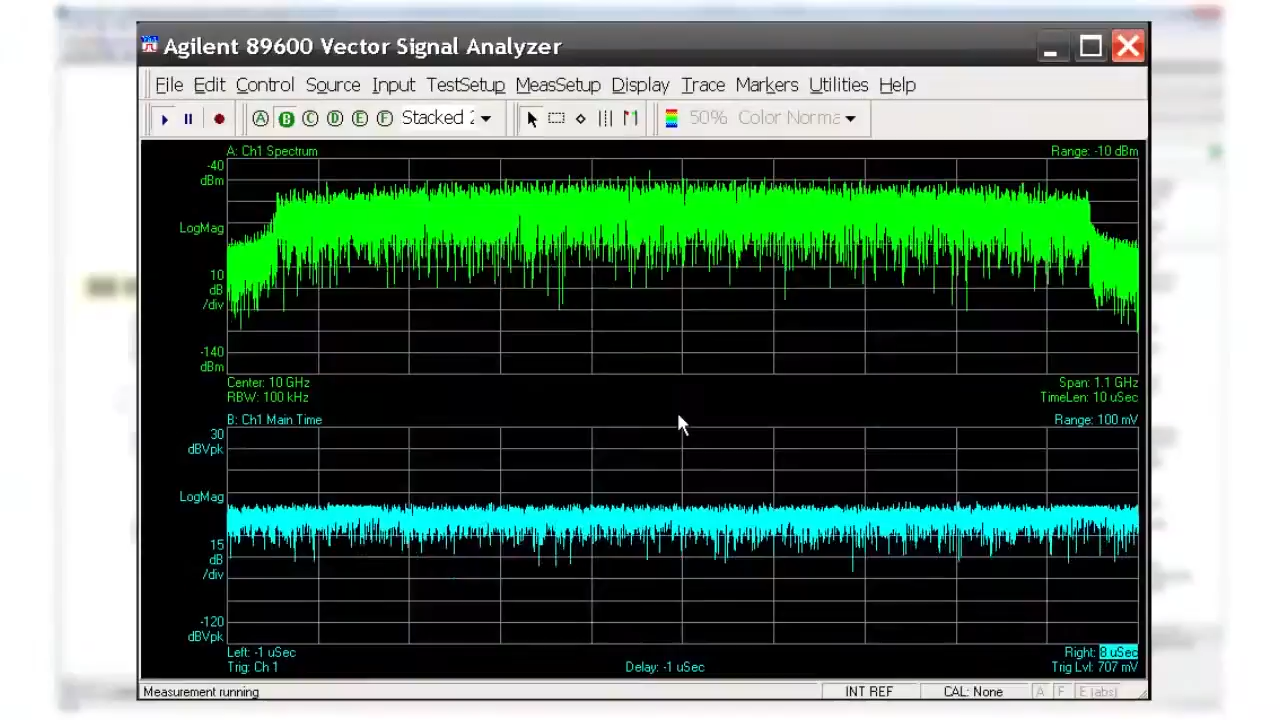 Agilent 89600 Vector Signal Analyzer
File Edit Control Source Input TestSetup MeasSetup Display Trace Markers Utilities Help
A B C D E F Stacked 2 50% Color Norma
A: Ch1 Spectrum Range: -10 dBm
-40
dBm
LogMag
10
dB
/div
-140
dBm
Center: 10 GHz Span: 1.1 GHz
RBW: 100 kHz TimeLen: 10 uSec
B: Ch1 Main Time Range: 100 mV
30
dBVpk
LogMag
15
dB
/div
-120
dBVpk
Left: -1 uSec Right: 8 uSec
Trig: Ch 1 Delay: -1 uSec Trig Lvl: 707 mV
Measurement running INT REF CAL: None A F E (abs)